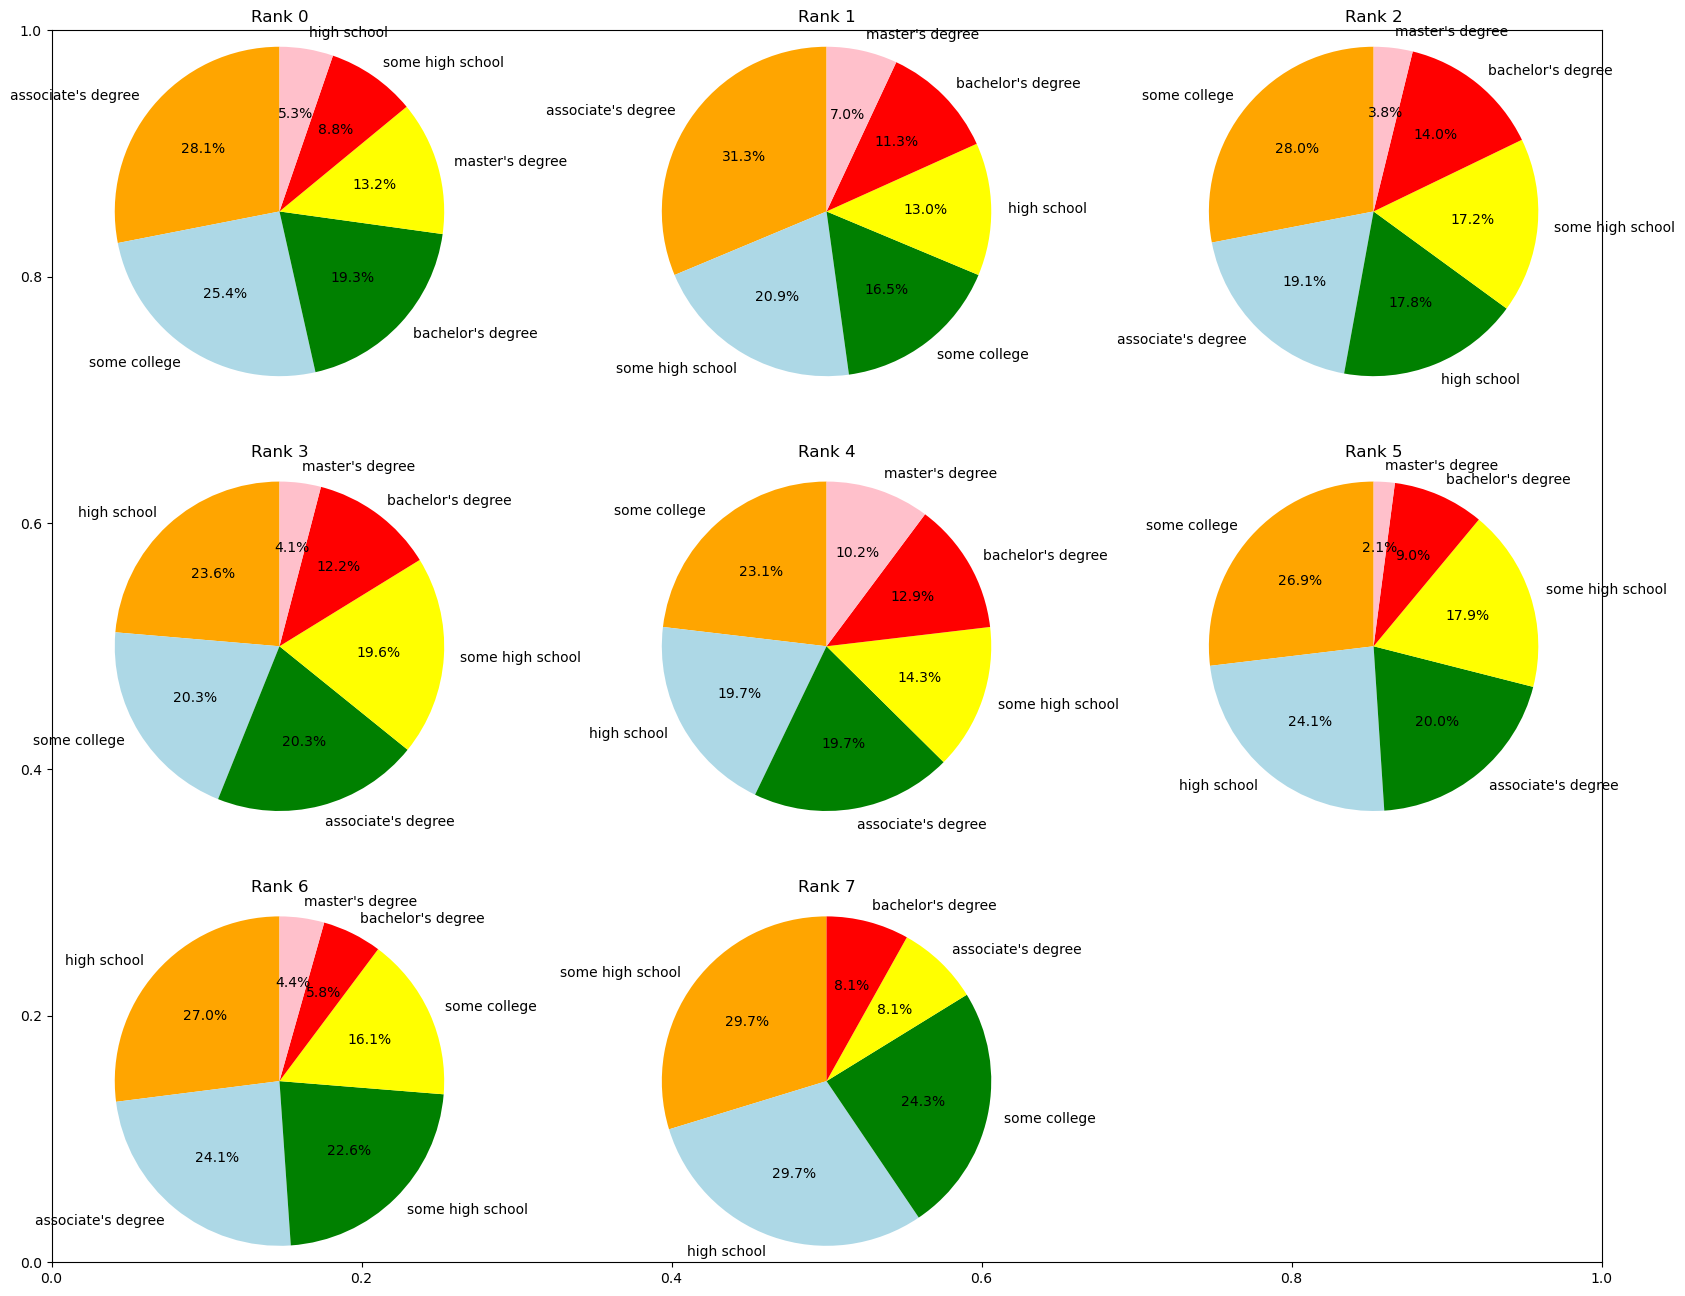 Rank 0
high school
some high school
associate's degree
5.3%
8.8%
28.1%
master's degree
13.2%
19.3%
25.4%
bachelor's degree
some college
Rank 1
master's degree
bachelor's degree
associate's degree
7.0%
11.3%
31.3%
high school
13.0%
16.5%
20.9%
some college
some high school
Rank 2
master's degree
bachelor's degree
some college
3.8%
14.0%
28.0%
17.2%
some high school
19.1%
17.8%
associate's degree
high school
Rank 3
master's degree
bachelor's degree
high school
4.1%
12.2%
23.6%
19.6%
some high school
20.3%
some college
20.3%
associate's degree
Rank 4
master's degree
some college
bachelor's degree
10.2%
23.1%
12.9%
14.3%
19.7%
some high school
high school
19.7%
associate's degree
Rank 5
master's degree
bachelor's degree
some college
2.1%
9.0%
26.9%
some high school
17.9%
24.1%
20.0%
high school
associate's degree
Rank 6
master's degree
bachelor's degree
high school
4.4%
5.8%
27.0%
some college
16.1%
24.1%
22.6%
some high school
associate's degree
Rank 7
bachelor's degree
associate's degree
some high school
8.1%
8.1%
29.7%
24.3%
some college
29.7%
high school
1.0
0.8
0.6
0.4
0.2
0.0
0.0
0.2
0.4
0.6
0.8
1.0